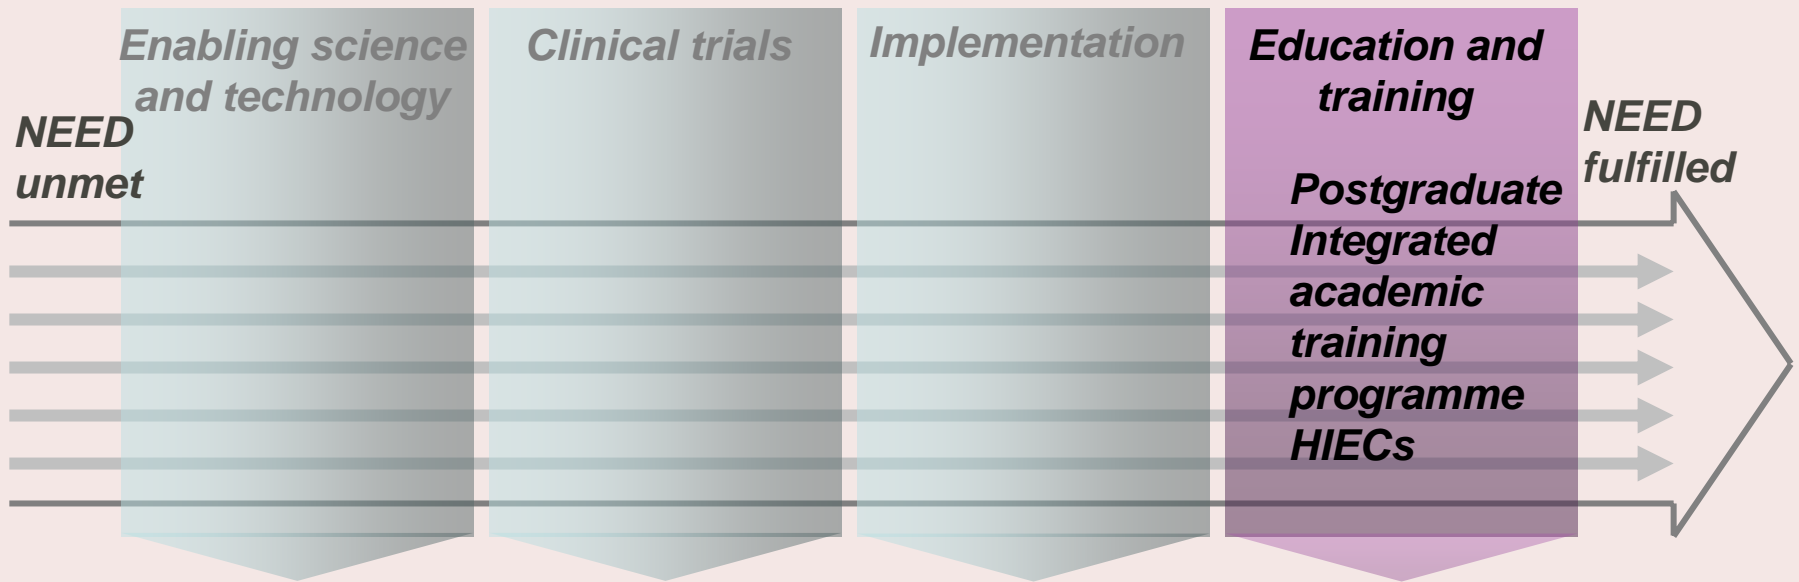 NEED
unmet
Enabling science
and technology
Clinical trials
Implementation
Education and
training
Postgraduate
Integrated
academic
training
programme
HIECs
NEED
fulfilled